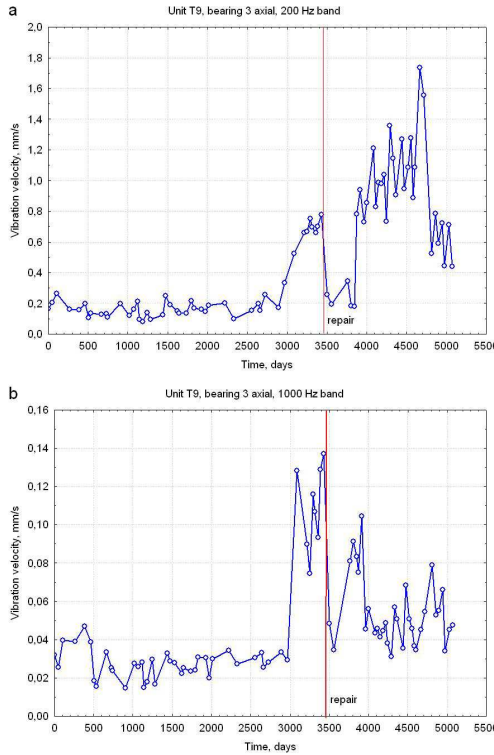 a
Unit T9, bearing 3 axial, 200 Hz band
Vibration velocity, mm/s
2,0
1,8
1,6
1,4
1,2
1,0
0,8
0,6
0,4
0,2
0,0
repair
0 500 1000 1500 2000 2500 3000 3500 4000 4500 5000 5500
Time, days
b
Unit T9, bearing 3 axial, 1000 Hz band
Vibration velocity, mm/s
0,16
0,14
0,12
0,10
0,08
0,06
0,04
0,02
0,00
repair
0 500 1000 1500 2000 2500 3000 3500 4000 4500 5000 5500
Time, days